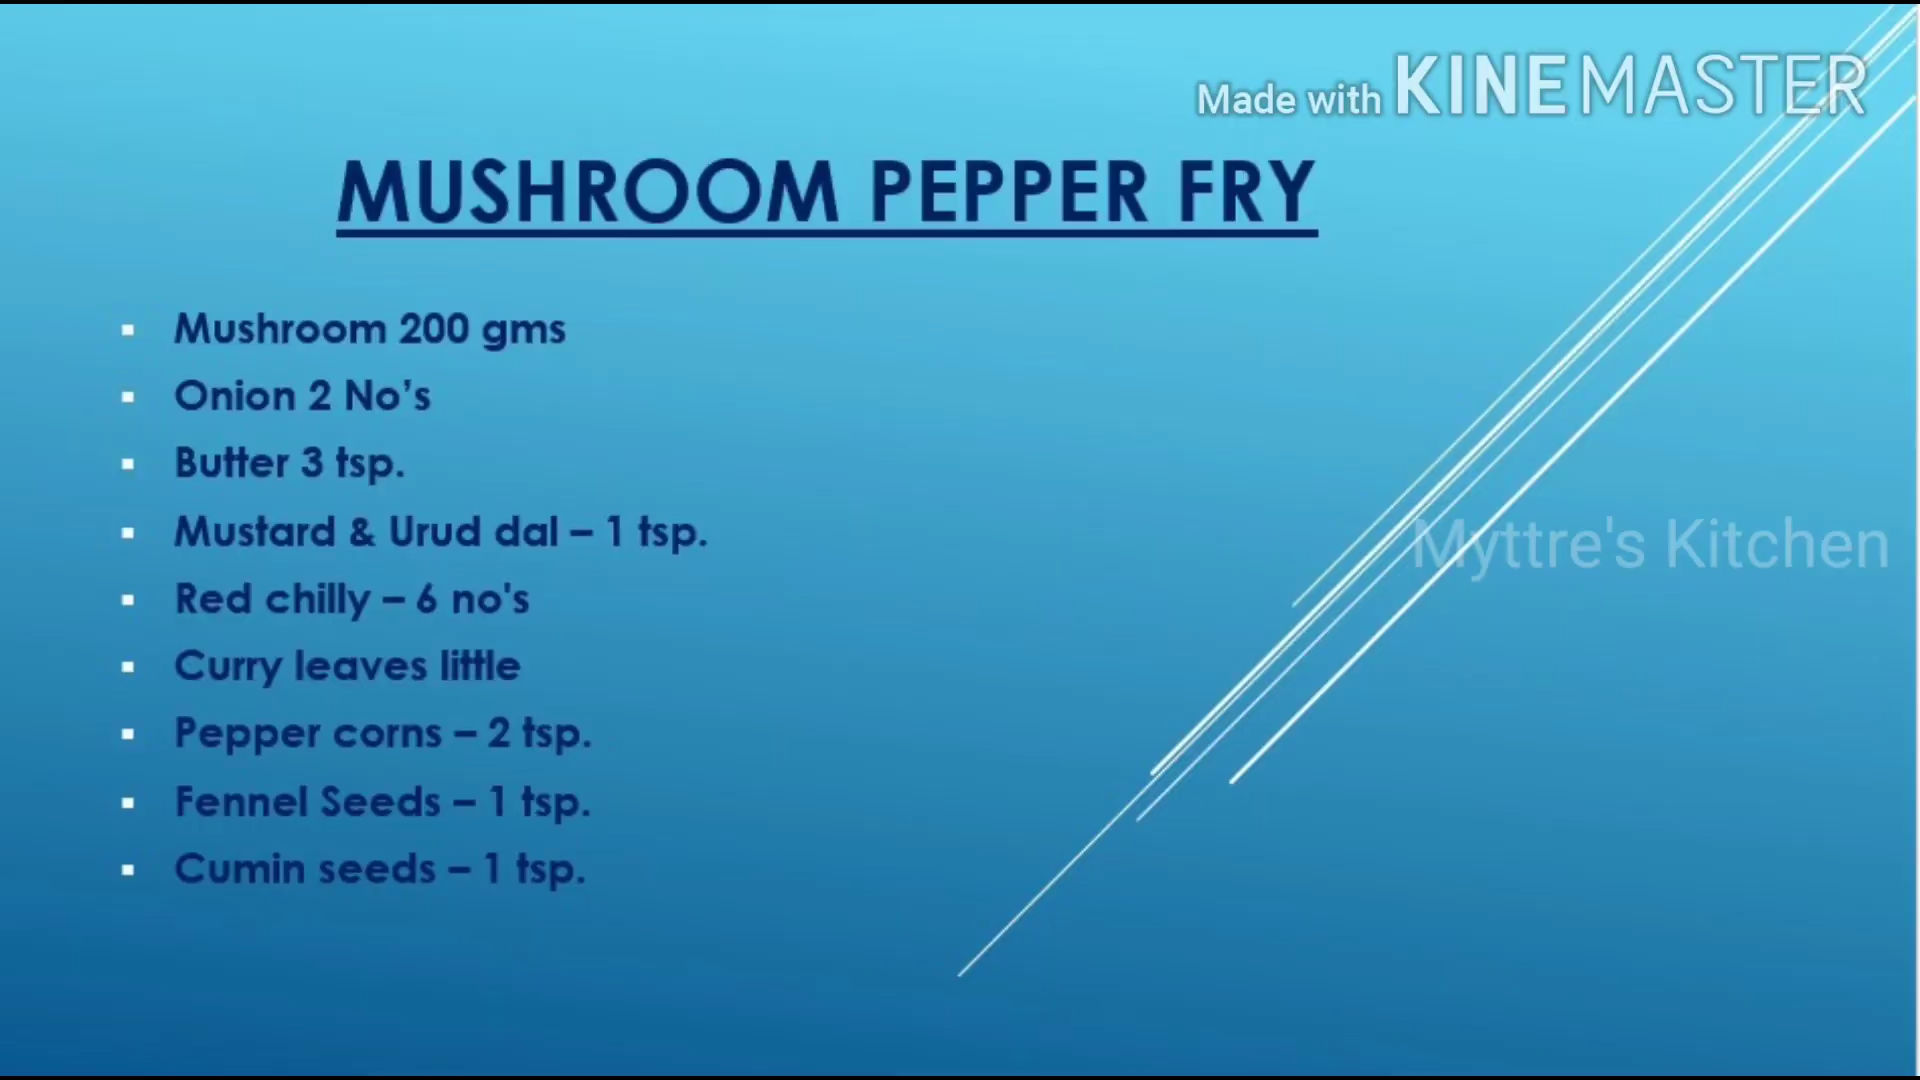 Made with KINEMASTER
MUSHROOM PEPPER FRY
Mushroom 200 gms
Onion 2 No’s
Butter 3 tsp.
Mustard & Urud dal – 1 tsp.
Red chilly – 6 no's
Curry leaves little
Pepper corns – 2 tsp.
Fennel Seeds – 1 tsp.
Cumin seeds – 1 tsp.
Myttre's Kitchen